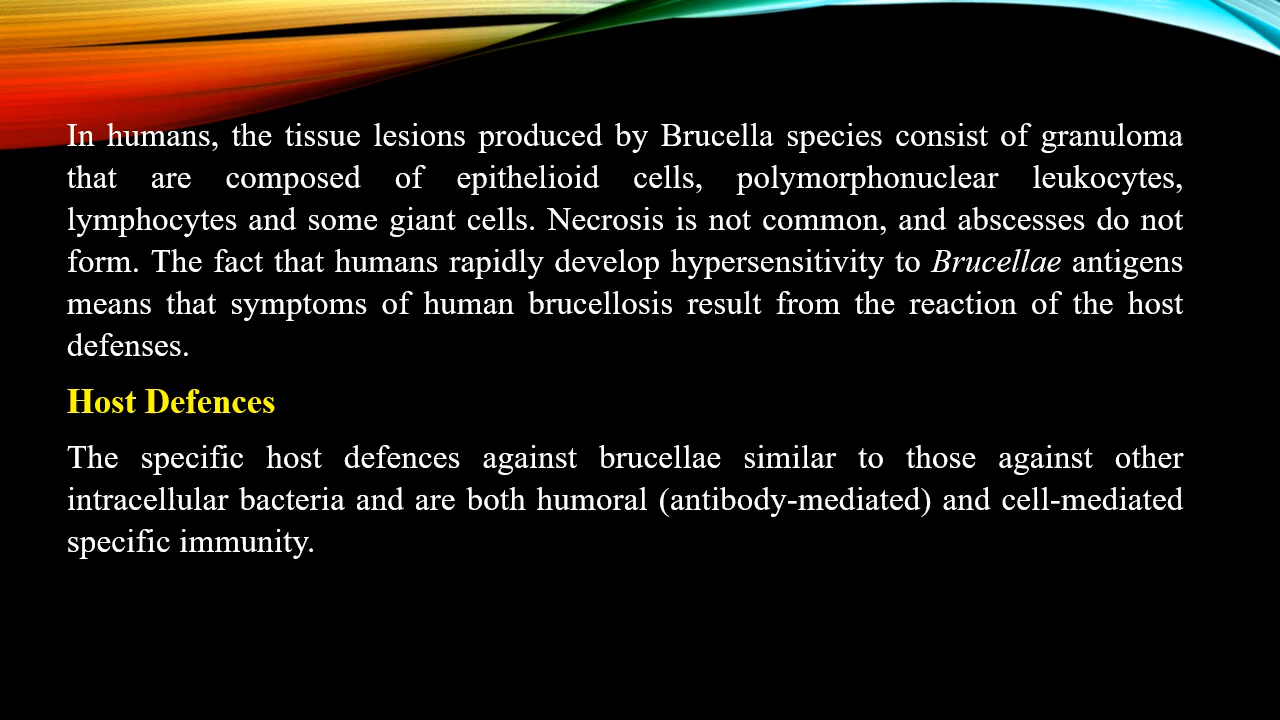 In humans, the tissue lesions produced by Brucella species consist of granuloma
that are composed of epithelioid cells, polymorphonuclear leukocytes,
lymphocytes and some giant cells. Necrosis is not common, and abscesses do not
form. The fact that humans rapidly develop hypersensitivity to Brucellae antigens
means that symptoms of human brucellosis result from the reaction of the host
defenses.
Host Defences
The specific host defences against brucellae similar to those against other
intracellular bacteria and are both humoral (antibody-mediated) and cell-mediated
specific immunity.